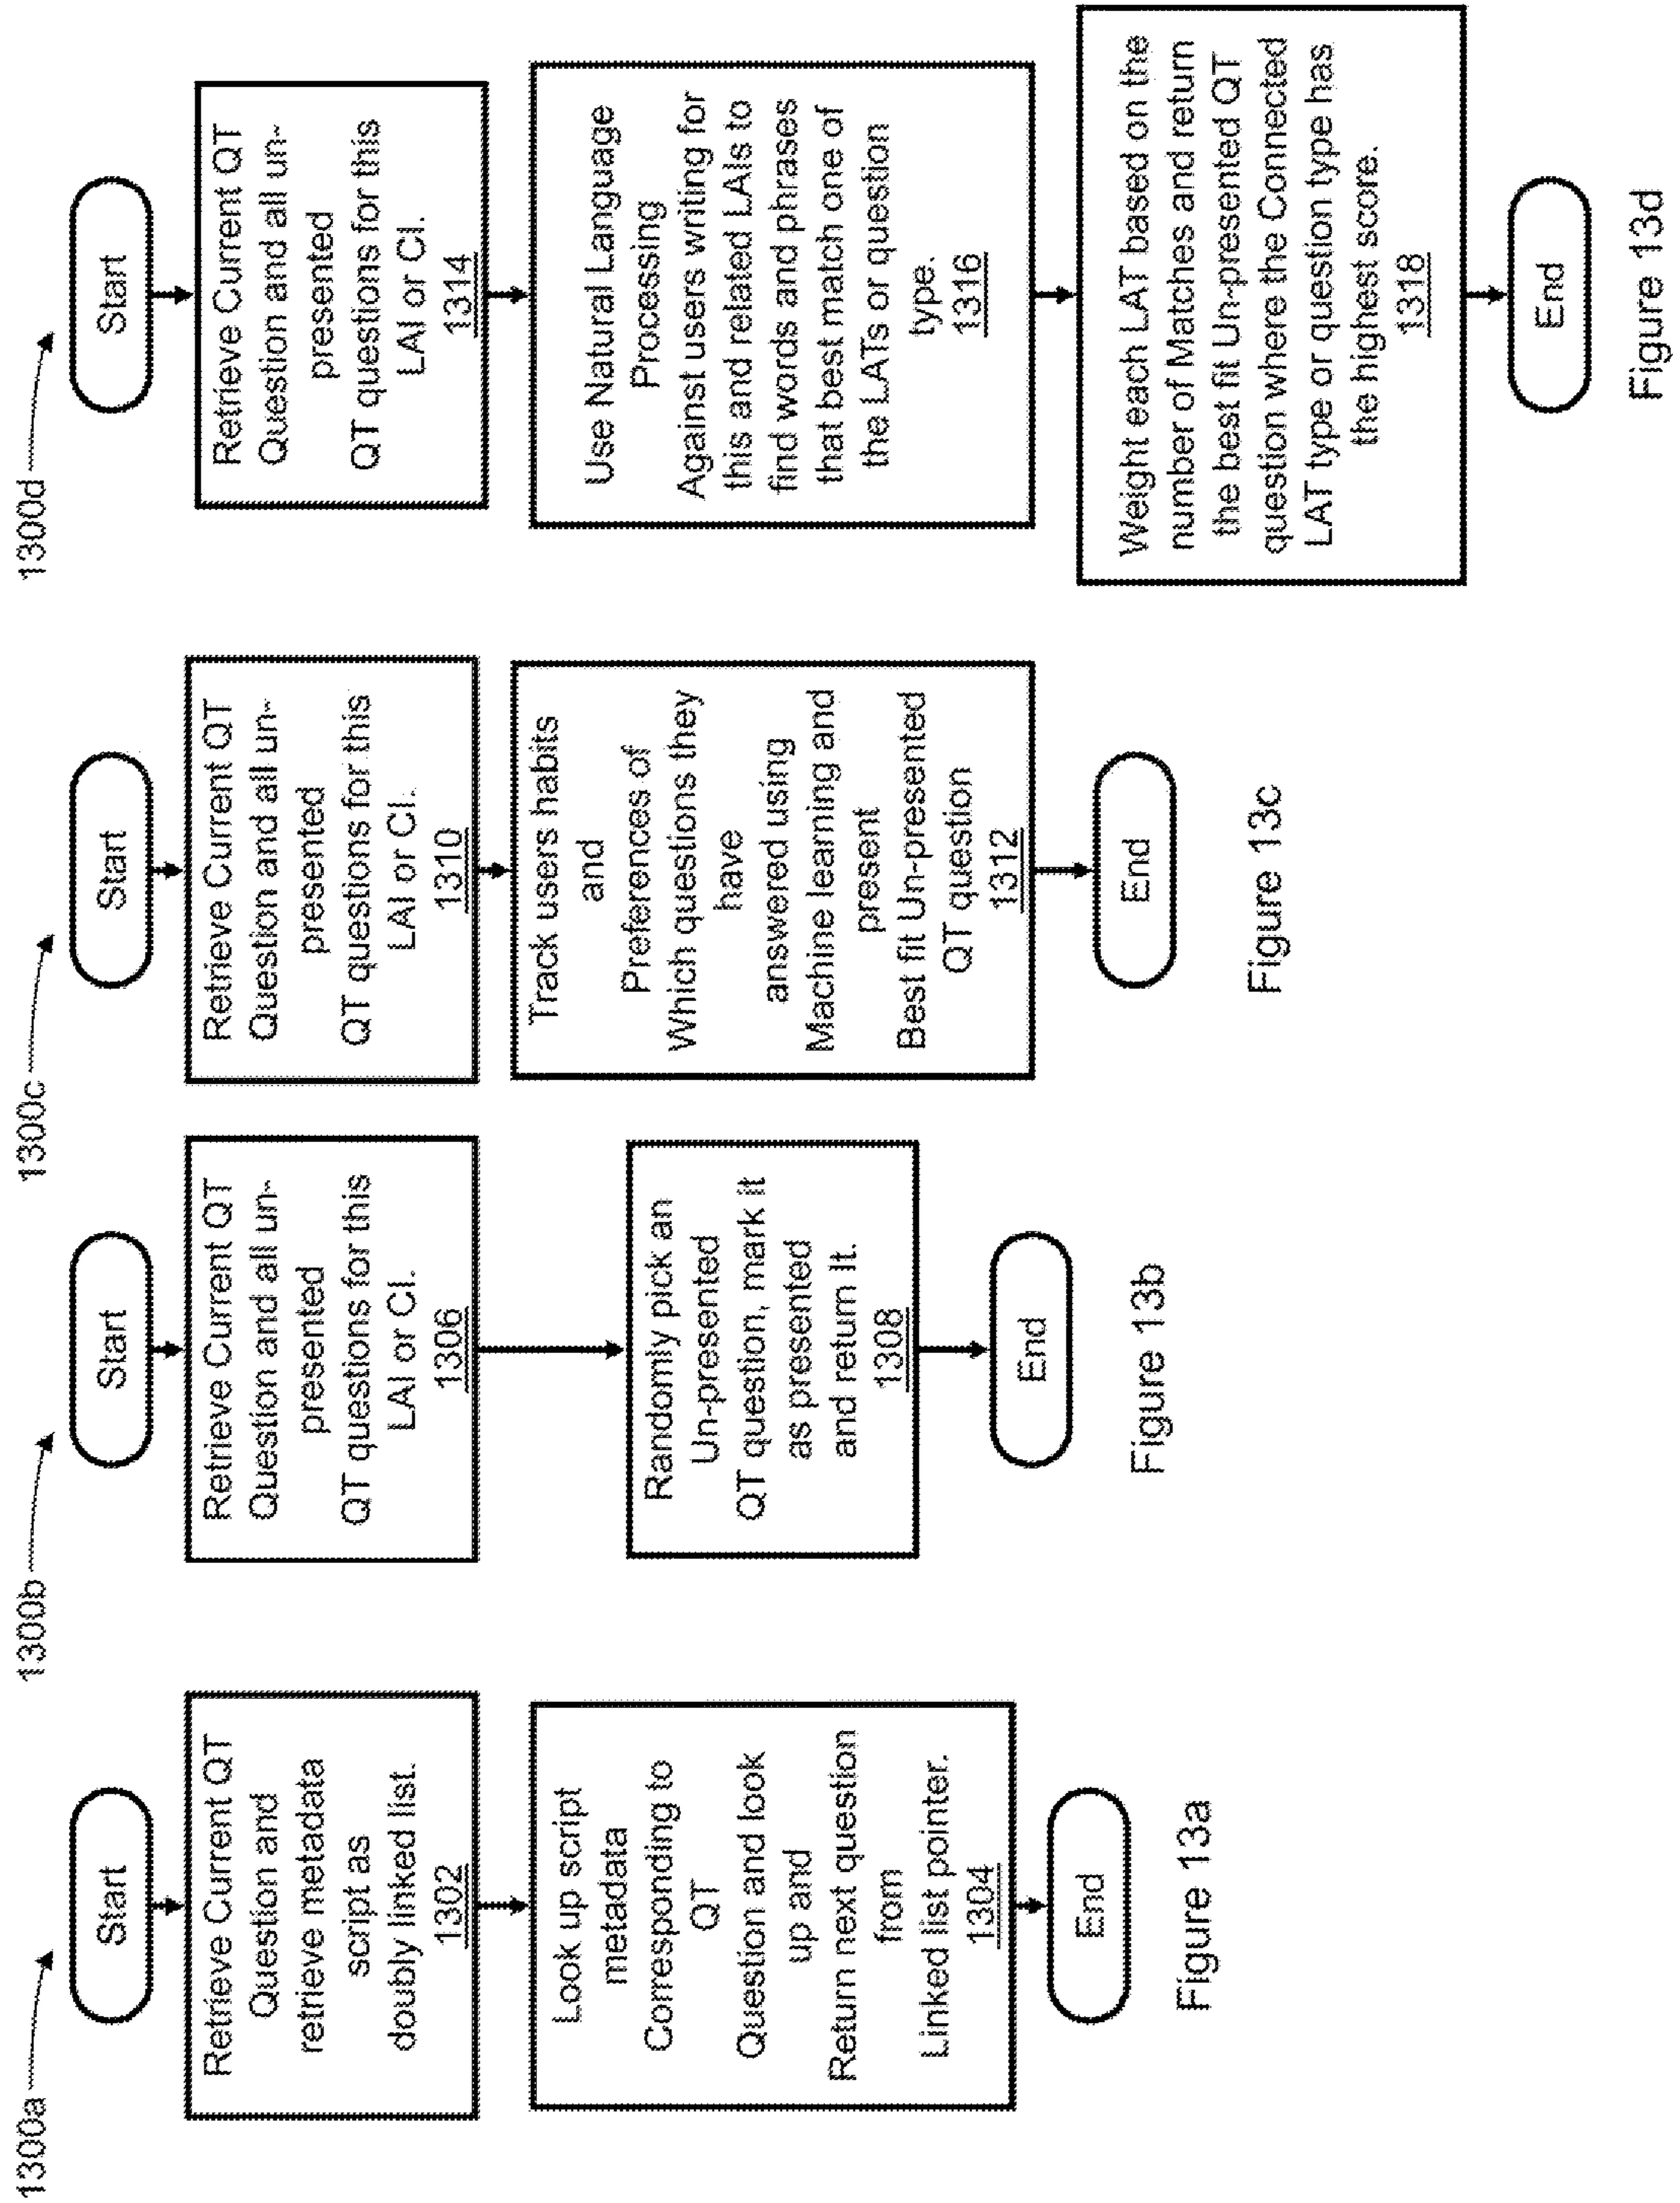 1300a
Start
Retrieve Current QT
Question and
retrieve metadata
script as
doubly linked list.
1302
Look up script
metadata
Corresponding to
QT
Question and look
up and
Return next question
from
Linked list pointer.
1304
End
Figure 13a
1300b
Start
Retrieve Current QT
Question and all un-
presented
QT questions for this
LAI or CI.
1306
Randomly pick an
Un-presented
QT question, mark it
as presented
and return It.
1308
End
Figure 13b
1300c
Start
Retrieve Current QT
Question and all un-
presented
QT questions for this
LAI or CI.
1310
Track users habits
and
Preferences of
Which questions they
have
answered using
Machine learning and
present
Best fit Un-presented
QT question
1312
End
Figure 13c
1300d
Start
Retrieve Current QT
Question and all un-
presented
QT questions for this
LAI or CI.
1314
Use Natural Language
Processing
Against users writing for
this and related LAIs to
find words and phrases
that best match one of
the LATs or question
type.
1316
Weight each LAT based on the
number of Matches and return
the best fit Un-presented QT
question where the Connected
LAT type or question type has
the highest score.
1318
End
Figure 13d